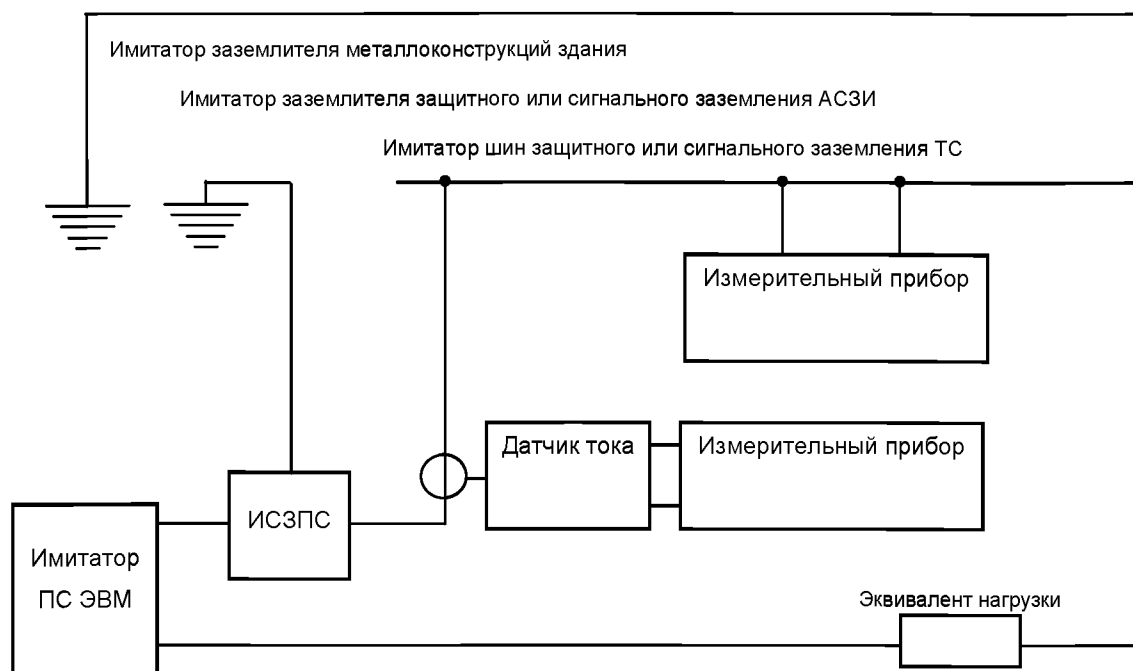 Имитатор заземлителя металлоконструкций здания
Имитатор заземлителя защитного или сигнального заземления АСЗИ
Имитатор шин защитного или сигнального заземления ТС
Измерительный прибор
Датчик тока
Измерительный прибор
ИСЗПС
Имитатор
ПС ЭВМ
Эквивалент нагрузки